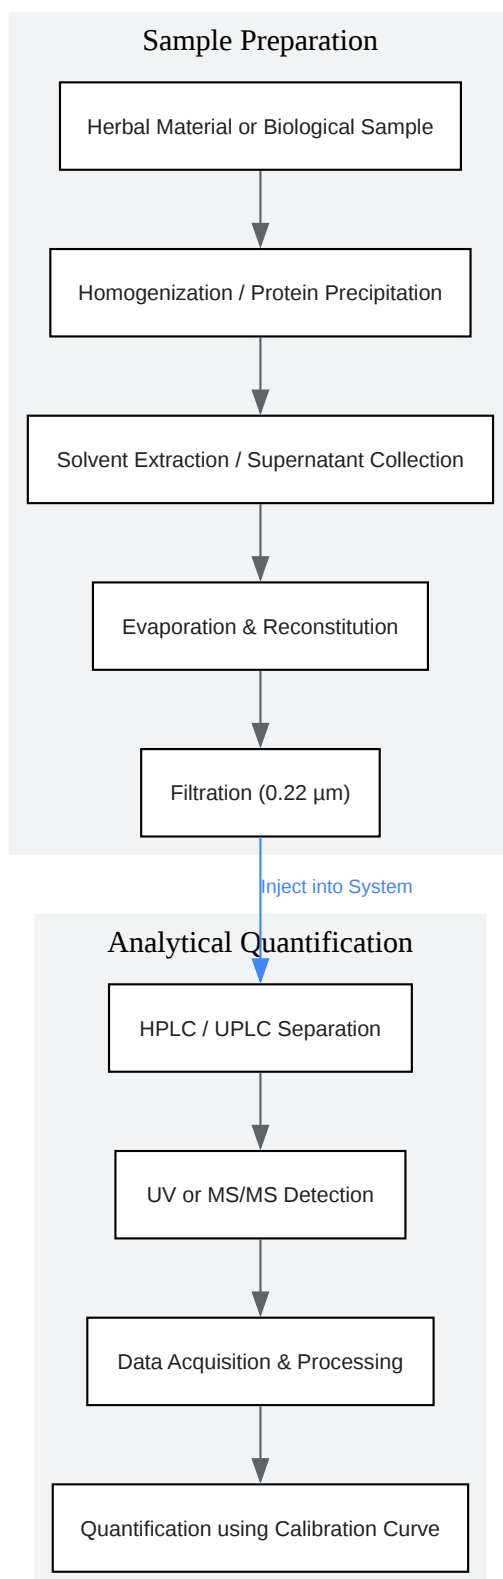 Sample Preparation
Herbal Material or Biological Sample
Homogenization / Protein Precipitation
Solvent Extraction / Supernatant Collection
Evaporation & Reconstitution
Filtration (0.22 µm)
Inject into System
Analytical Quantification
HPLC / UPLC Separation
UV or MS/MS Detection
Data Acquisition & Processing
Quantification using Calibration Curve